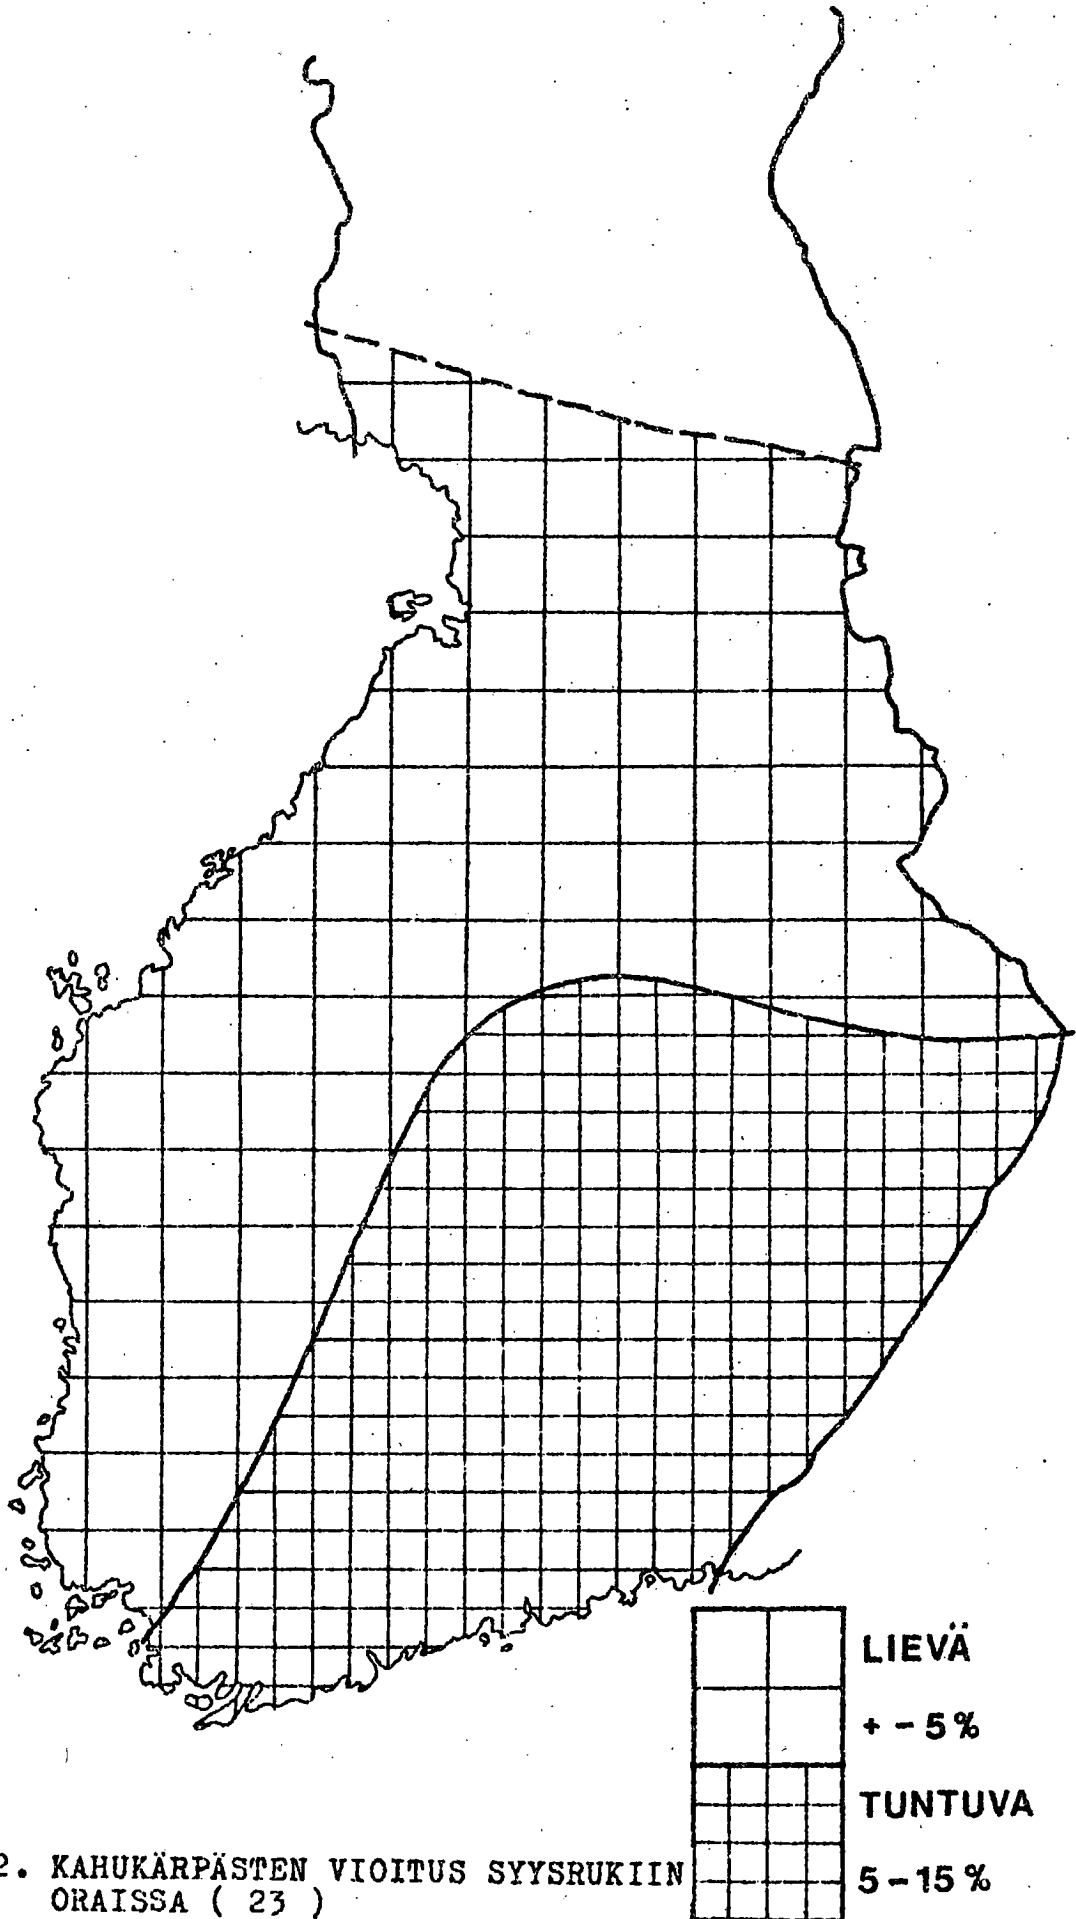 LIEVÄ
+ - 5%
TUNTUVA
5-15%
2. KAHUKÄRPÄSTEN VIOITUS SYYSRUKIIN
ORAISSA ( 23 )